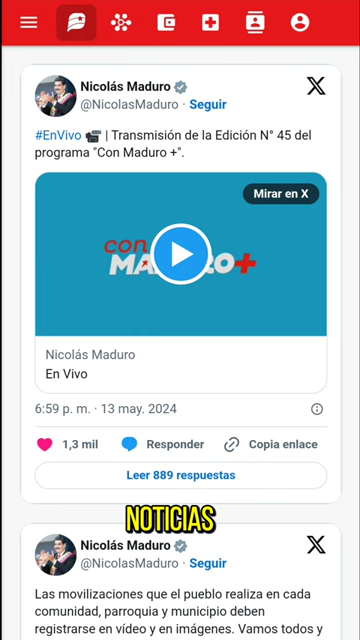 Nicolás Maduro
@NicolasMaduro · Seguir
#EnVivo 📹 | Transmisión de la Edición N° 45 del
programa "Con Maduro +".
Mirar en X
con
MADURO+
Nicolás Maduro
En Vivo
6:59 p. m. · 13 may. 2024
1,3 mil Responder Copia enlace
Leer 889 respuestas
NOTICIAS
Nicolás Maduro
@NicolasMaduro · Seguir
Las movilizaciones que el pueblo realiza en cada
comunidad, parroquia y municipio deben
registrarse en vídeo y en imágenes. Vamos todos y